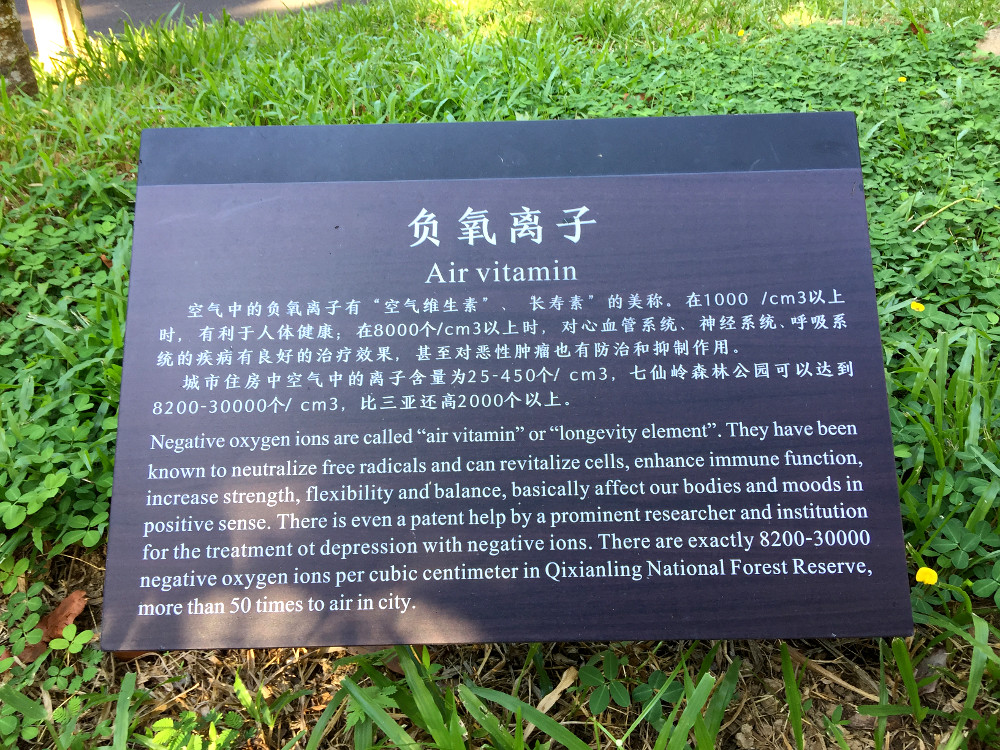 负氧离子
Air vitamin
空气中的负氧离子有“空气维生素”、 长寿素”的美称。在1000 /cm3以上
时，有利于人体健康；在8000个/cm3以上时，对心血管系统、神经系统、呼吸系
统的疾病有良好的治疗效果，甚至对恶性肿瘤也有防治和抑制作用。
城市住房中空气中的离子含量为25-450个/ cm3，七仙岭森林公园可以达到
8200-30000个/ cm3，比三亚还高2000个以上。
Negative oxygen ions are called “air vitamin” or “longevity element”. They have been
known to neutralize free radicals and can revitalize cells, enhance immune function,
increase strength, flexibility and balance, basically affect our bodies and moods in
positive sense. There is even a patent help by a prominent researcher and institution
for the treatment ot depression with negative ions. There are exactly 8200-30000
negative oxygen ions per cubic centimeter in Qixianling National Forest Reserve,
more than 50 times to air in city.